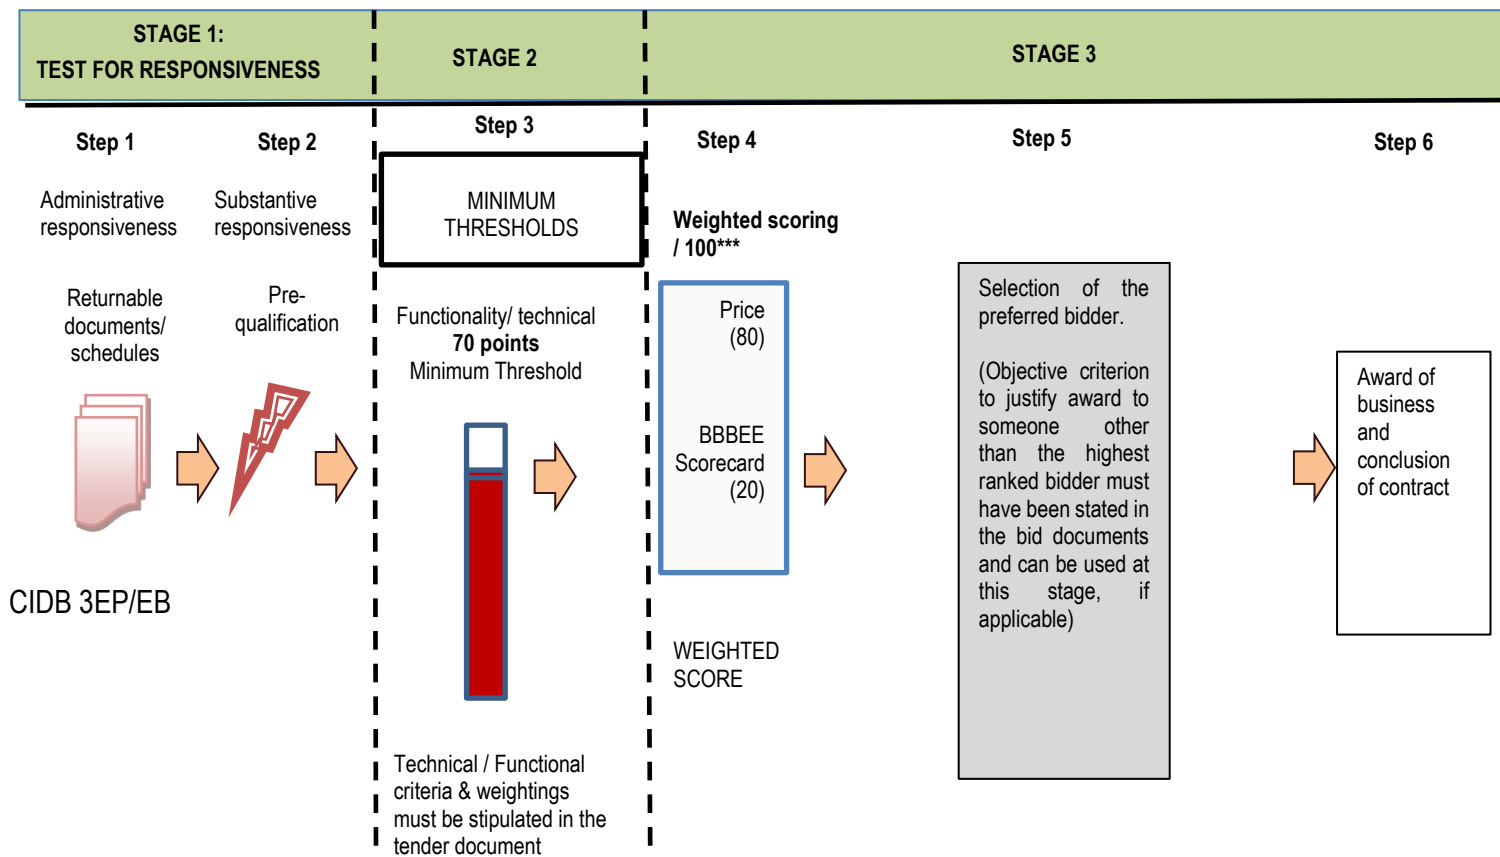 STAGE 1:
TEST FOR RESPONSIVENESS
STAGE 2
STAGE 3
Step 1
Step 2
Step 3
Step 4
Step 5
Step 6
Administrative
responsiveness
Returnable
documents/
schedules
CIDB 3EP/EB
Substantive
responsiveness
Pre-
qualification
MINIMUM
THRESHOLDS
Functionality/ technical
70 points
Minimum Threshold
Technical / Functional
criteria & weightings
must be stipulated in the
tender document
Weighted scoring
/ 100***
Price
(80)
BBBEE
Scorecard
(20)
WEIGHTED
SCORE
Selection of the
preferred bidder.
(Objective criterion
to justify award to
someone other
than the highest
ranked bidder must
have been stated in
the bid documents
and can be used at
this stage, if
applicable)
Award of
business
and
conclusion
of contract